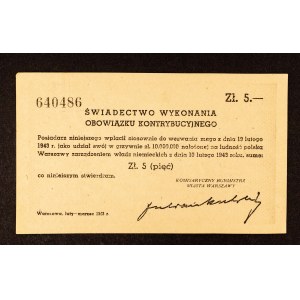 640486 Zł. 5.—
ŚWIADECTWO WYKONANIA
OBOWIĄZKU KONTRYBUCYJNEGO
Posiadacz niniejszego wpłacił stosownie do wezwania mego z dnia 19 lutego
1943 r. jako udział swój w grzywnie zł. 10.000.000 nałożonej na ludność polską
Warszawy zarządzeniem władz niemieckich z dnia 10 lutego 1943 roku, sumę:
Zł. 5 (pięć)
co niniejszym stwierdzam.
KOMISARYCZNY BURMISTRZ
MIASTA WARSZAWY
Warszawa, luty-marzec 1943 r.